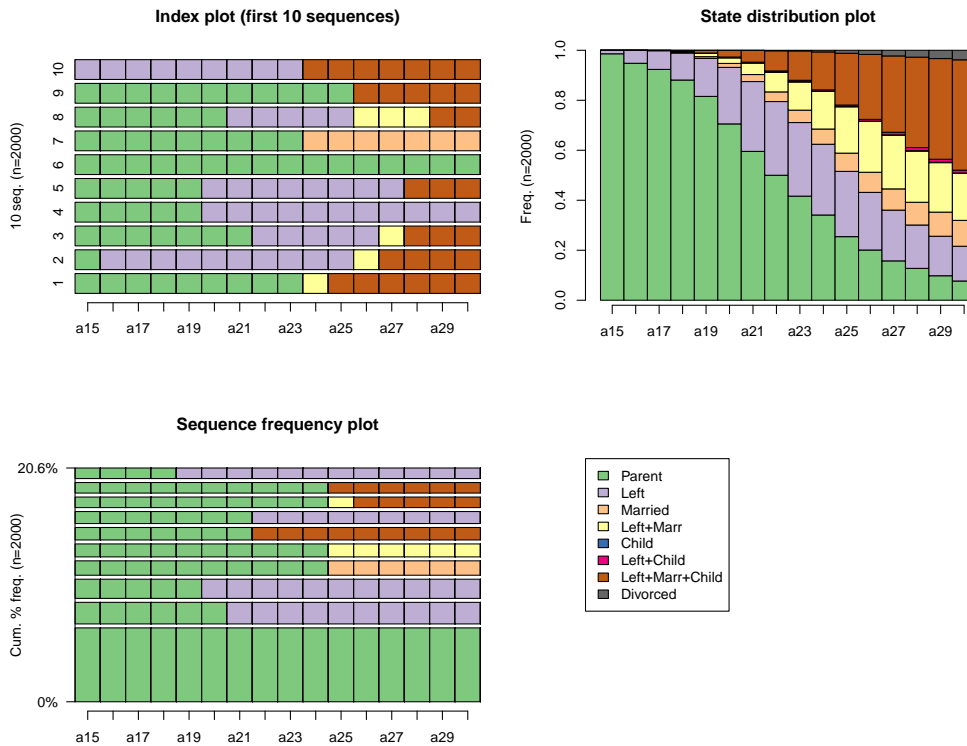 Index plot (first 10 sequences)
10 seq. (n=2000)
10
9
8
7
6
5
4
3
2
1
a15 a17 a19 a21 a23 a25 a27 a29
State distribution plot
Freq. (n=2000)
1.0
0.8
0.6
0.4
0.2
0.0
a15 a17 a19 a21 a23 a25 a27 a29
Sequence frequency plot
Cum. % freq. (n=2000)
20.6%
0%
a15 a17 a19 a21 a23 a25 a27 a29
Parent
Left
Married
Left+Marr
Child
Left+Child
Left+Marr+Child
Divorced